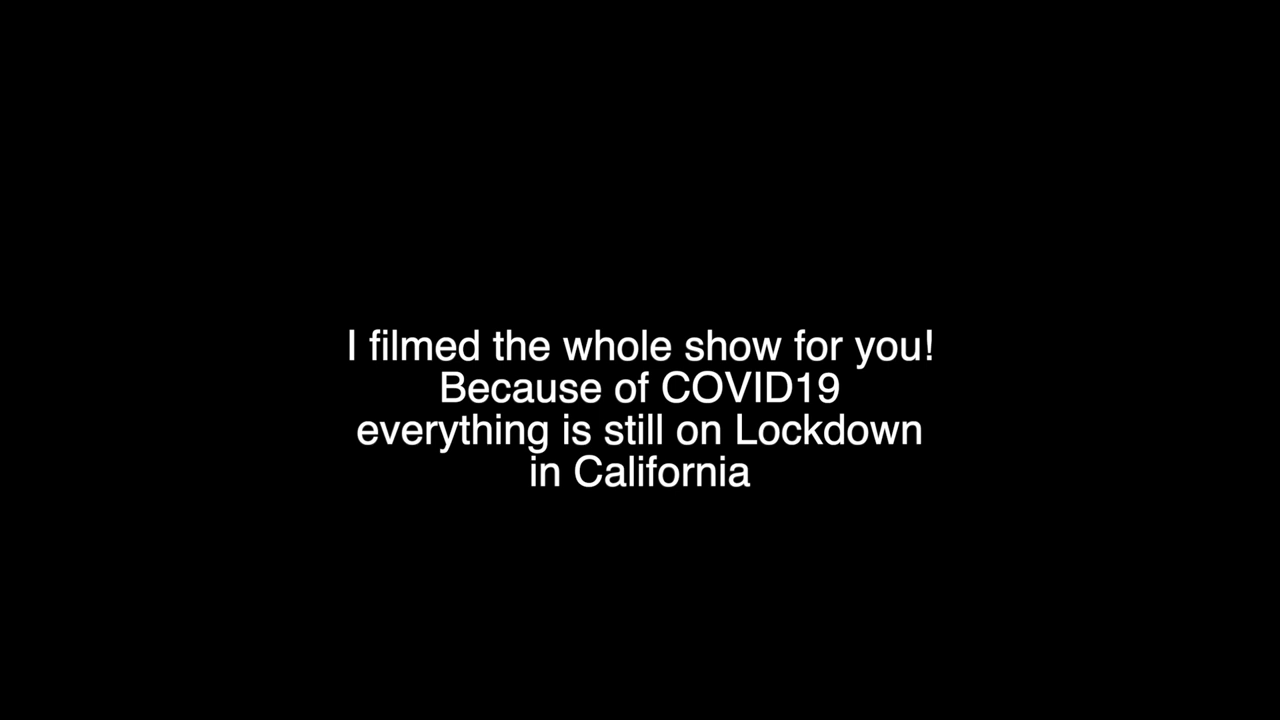 I filmed the whole show for you!
Because of COVID19
everything is still on Lockdown
in California